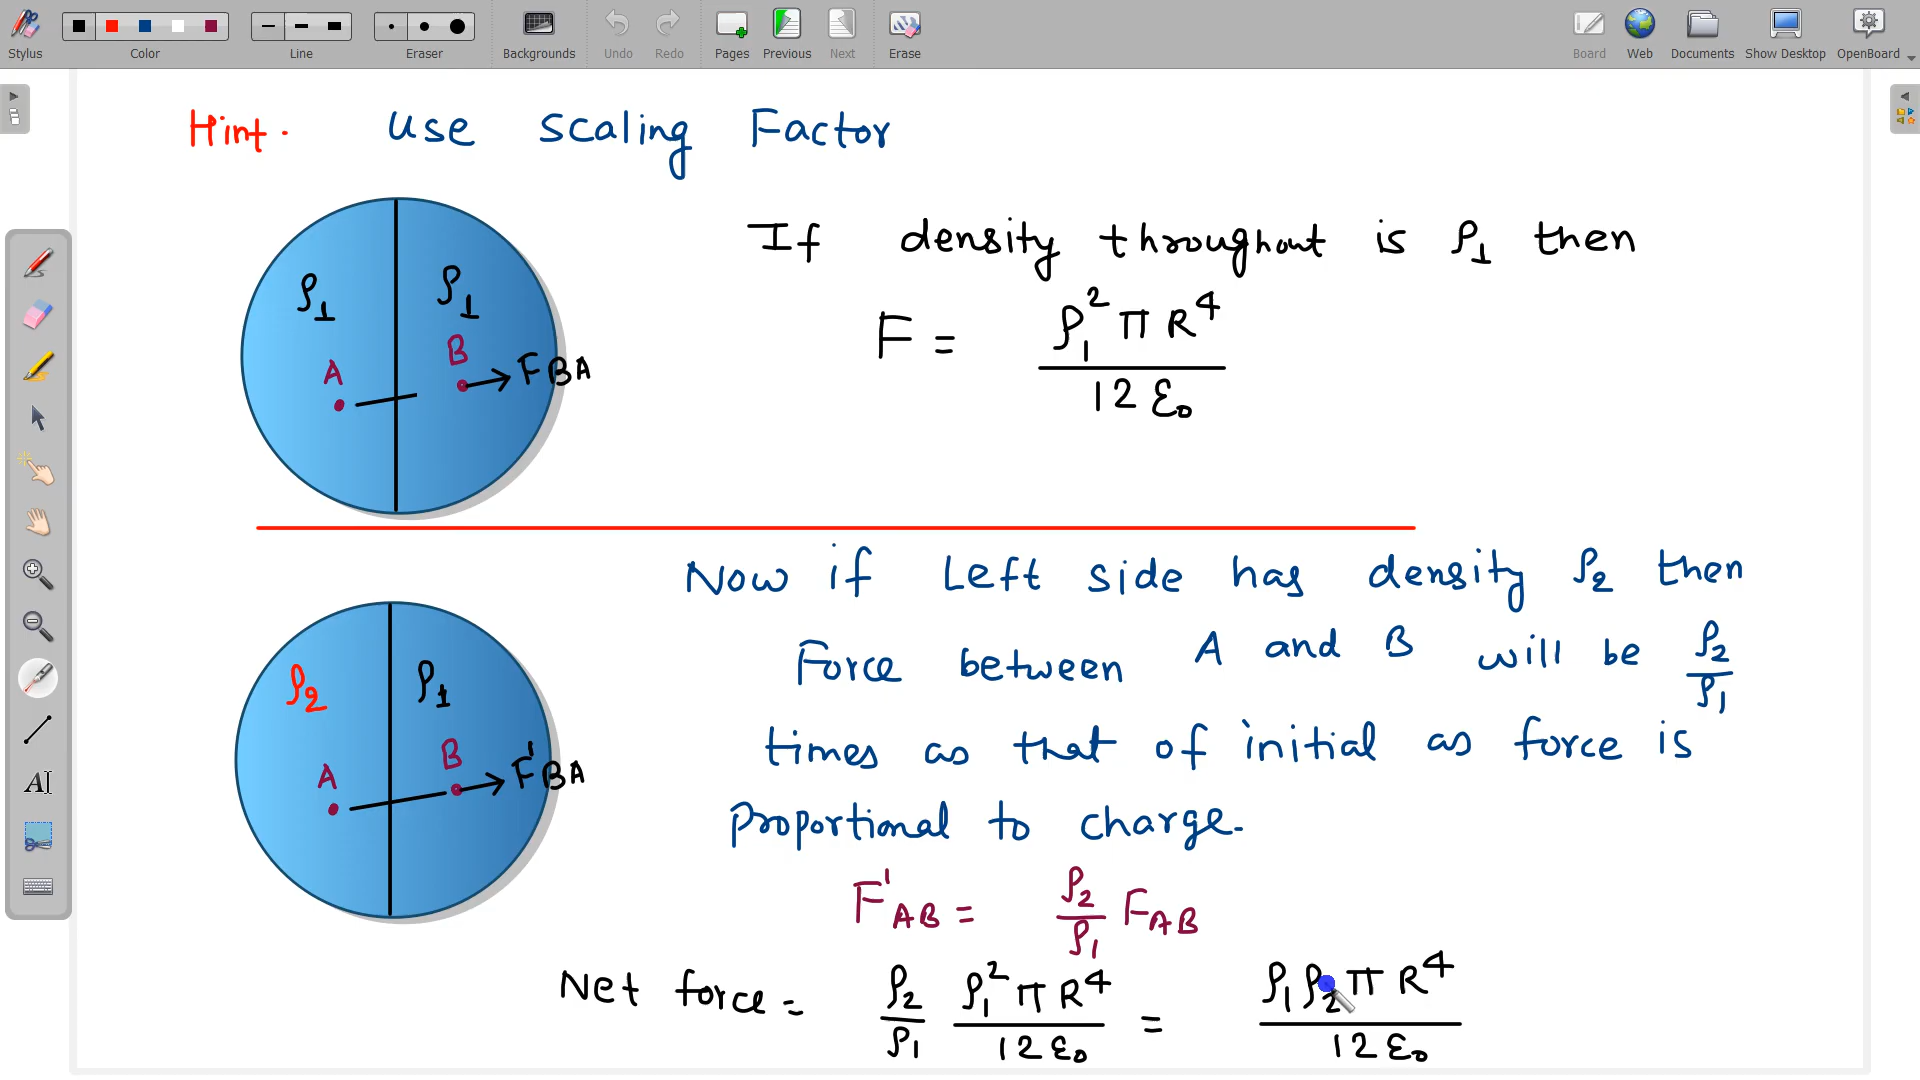 Stylus Color Line Eraser Backgrounds Undo Redo Pages Previous Next Erase Board Web Documents Show Desktop OpenBoard
Hint. Use Scaling Factor
If density throughout is ρ₁ then
ρ₁ ρ₁
F = ρ₁² π R⁴ / 12 ε₀
A B → F BA
Now if Left side has density ρ₂ then
Force between A and B will be ρ₂/ρ₁
ρ₂ ρ₁
times as that of initial as force is
A B → F' BA
proportional to charge.
F'AB = ρ₂/ρ₁ FAB
Net force = ρ₂/ρ₁ ρ₁² π R⁴ / 12 ε₀ = ρ₁ ρ₂ π R⁴ / 12 ε₀
AI